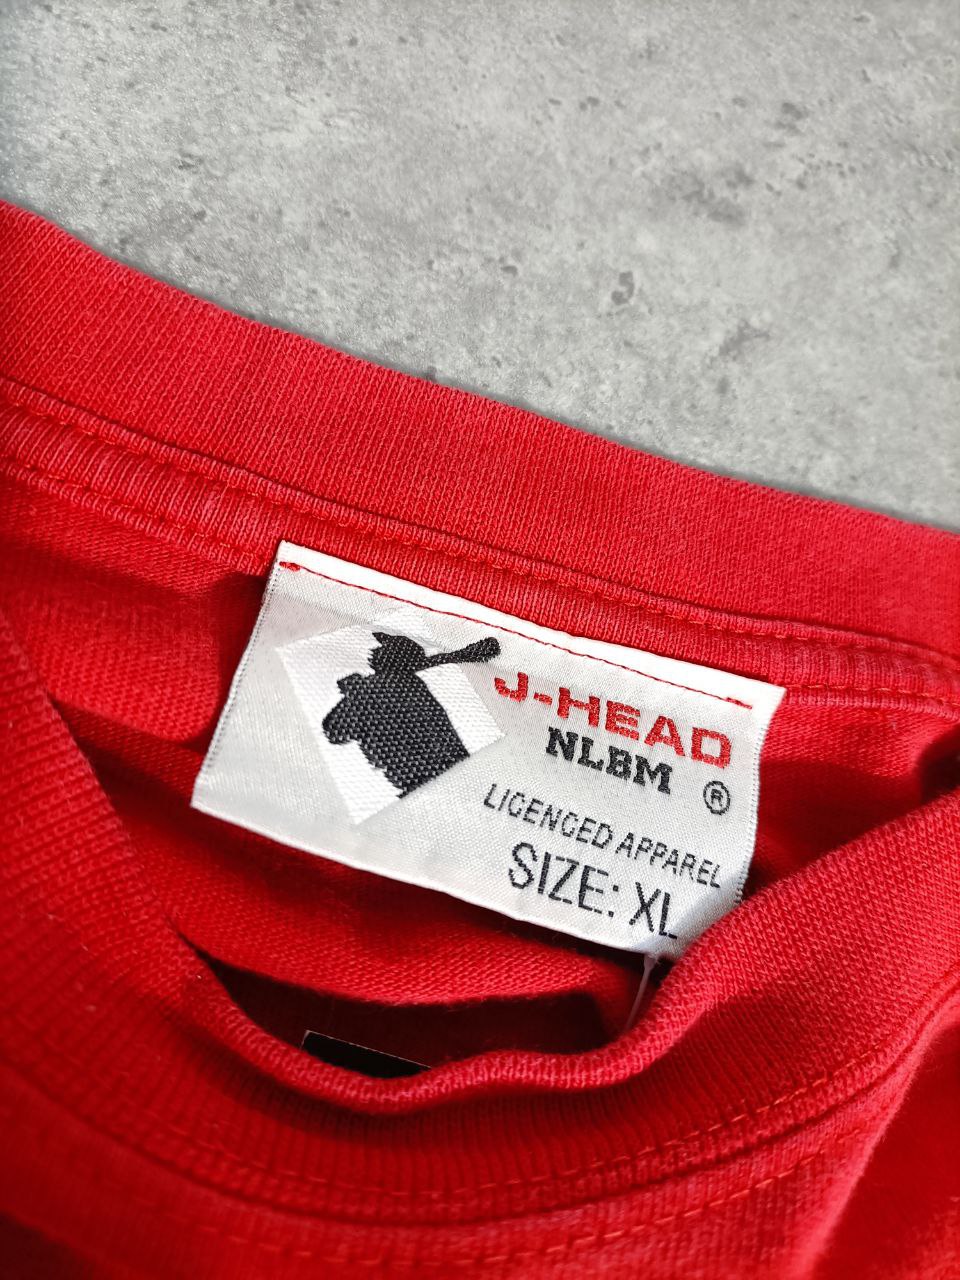 J-HEAD
NLBM
®
LICENCED APPAREL
SIZE: XL